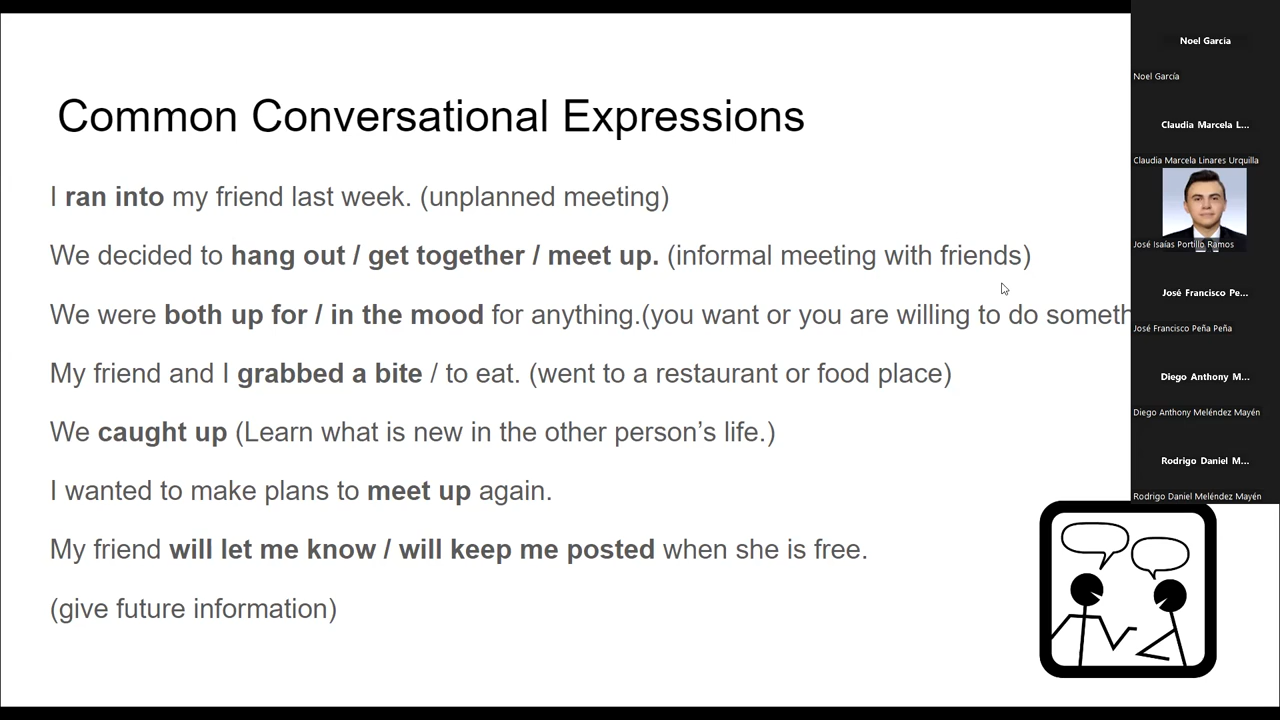 Common Conversational Expressions
I ran into my friend last week. (unplanned meeting)
We decided to hang out / get together / meet up. (informal meeting with friends)
We were both up for / in the mood for anything.(you want or you are willing to do someth
My friend and I grabbed a bite / to eat. (went to a restaurant or food place)
We caught up (Learn what is new in the other person’s life.)
I wanted to make plans to meet up again.
My friend will let me know / will keep me posted when she is free.
(give future information)
Noel García
Noel García
Claudia Marcela L...
Claudia Marcela Linares Urquilla
José Isaías Portillo Ramos
José Francisco Pe...
José Francisco Peña Peña
Diego Anthony M...
Diego Anthony Meléndez Mayén
Rodrigo Daniel M...
Rodrigo Daniel Meléndez Mayén